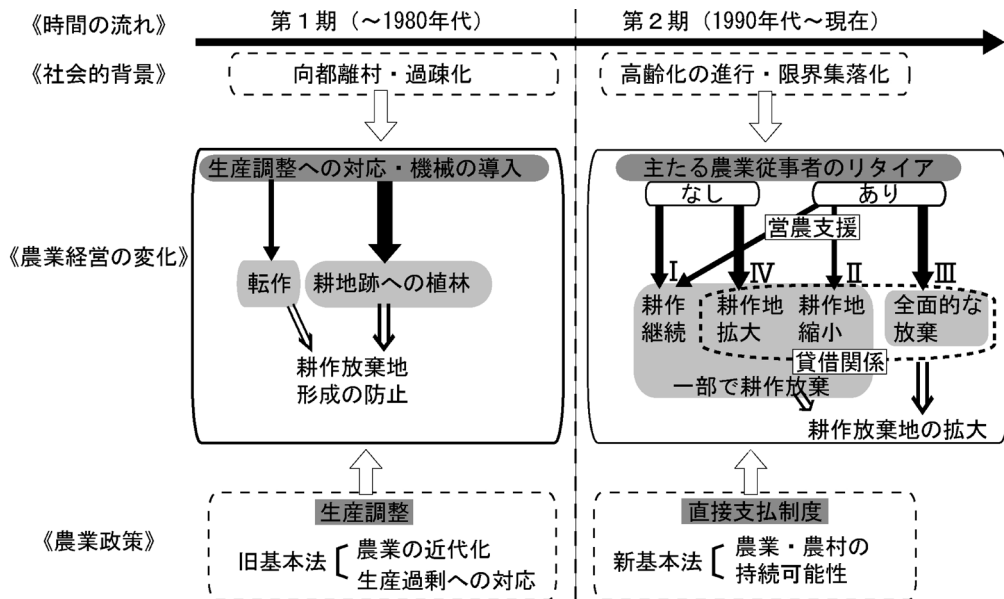 《時間の流れ》
第１期（～1980年代）
第２期（1990年代～現在）
《社会的背景》
向都離村・過疎化
高齢化の進行・限界集落化
《農業経営の変化》
生産調整への対応・機械の導入
転作
耕地跡への植林
耕作放棄地
形成の防止
主たる農業従事者のリタイア
なし
あり
営農支援
Ⅰ
Ⅳ
Ⅱ
Ⅲ
耕作
継続
耕作地
拡大
耕作地
縮小
全面的な
放棄
貸借関係
一部で耕作放棄
耕作放棄地の拡大
《農業政策》
生産調整
旧基本法
農業の近代化
生産過剰への対応
直接支払制度
新基本法
農業・農村の
持続可能性